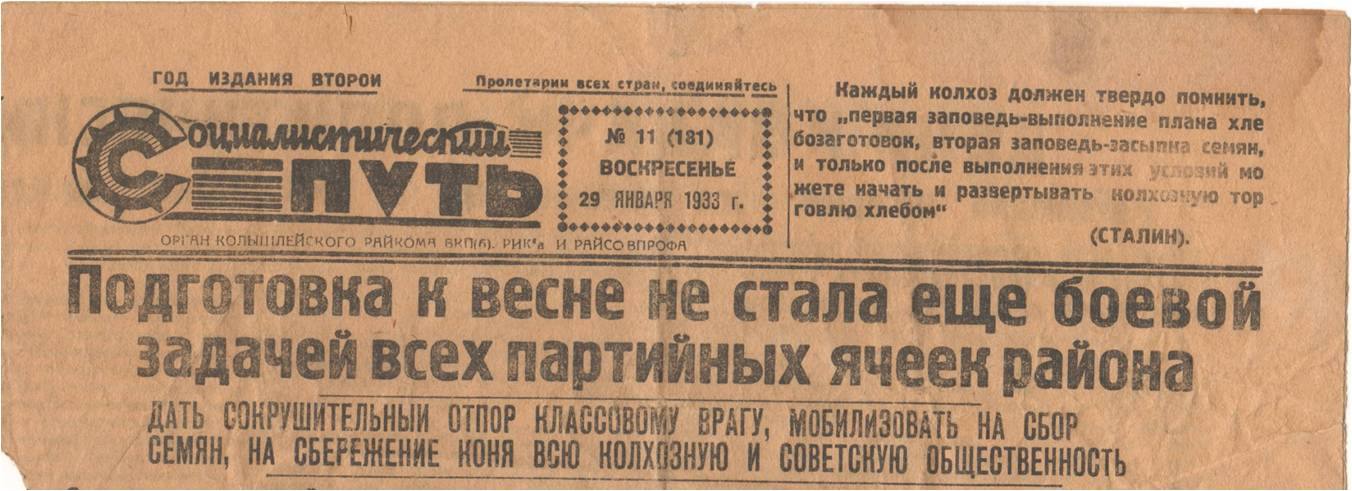 ГОД ИЗДАНИЯ ВТОРОИ
Пролетарии всех стран, соединяйтесь
Социалистический
ПУТЬ
ОРГАН КОЛЫШЛЕЙСКОГО РАЙКОМА ВКП(б), РИК'а И РАЙСОВПРОФА
№ 11 (181)
ВОСКРЕСЕНЬЕ
29 ЯНВАРЯ 1933 г.
Каждый колхоз должен твердо помнить,
что „первая заповедь-выполнение плана хле
бозаготовок, вторая заповедь-засыпка семян,
и только после выполнения этих условий мо
жете начать и развертывать колхозную тор
говлю хлебом“
(СТАЛИН).
Подготовка к весне не стала еще боевой
задачей всех партийных ячеек района
ДАТЬ СОКРУШИТЕЛЬНЫЙ ОТПОР КЛАССОВОМУ ВРАГУ, МОБИЛИЗОВАТЬ НА СБОР
СЕМЯН, НА СБЕРЕЖЕНИЕ КОНЯ ВСЮ КОЛХОЗНУЮ И СОВЕТСКУЮ ОБЩЕСТВЕННОСТЬ